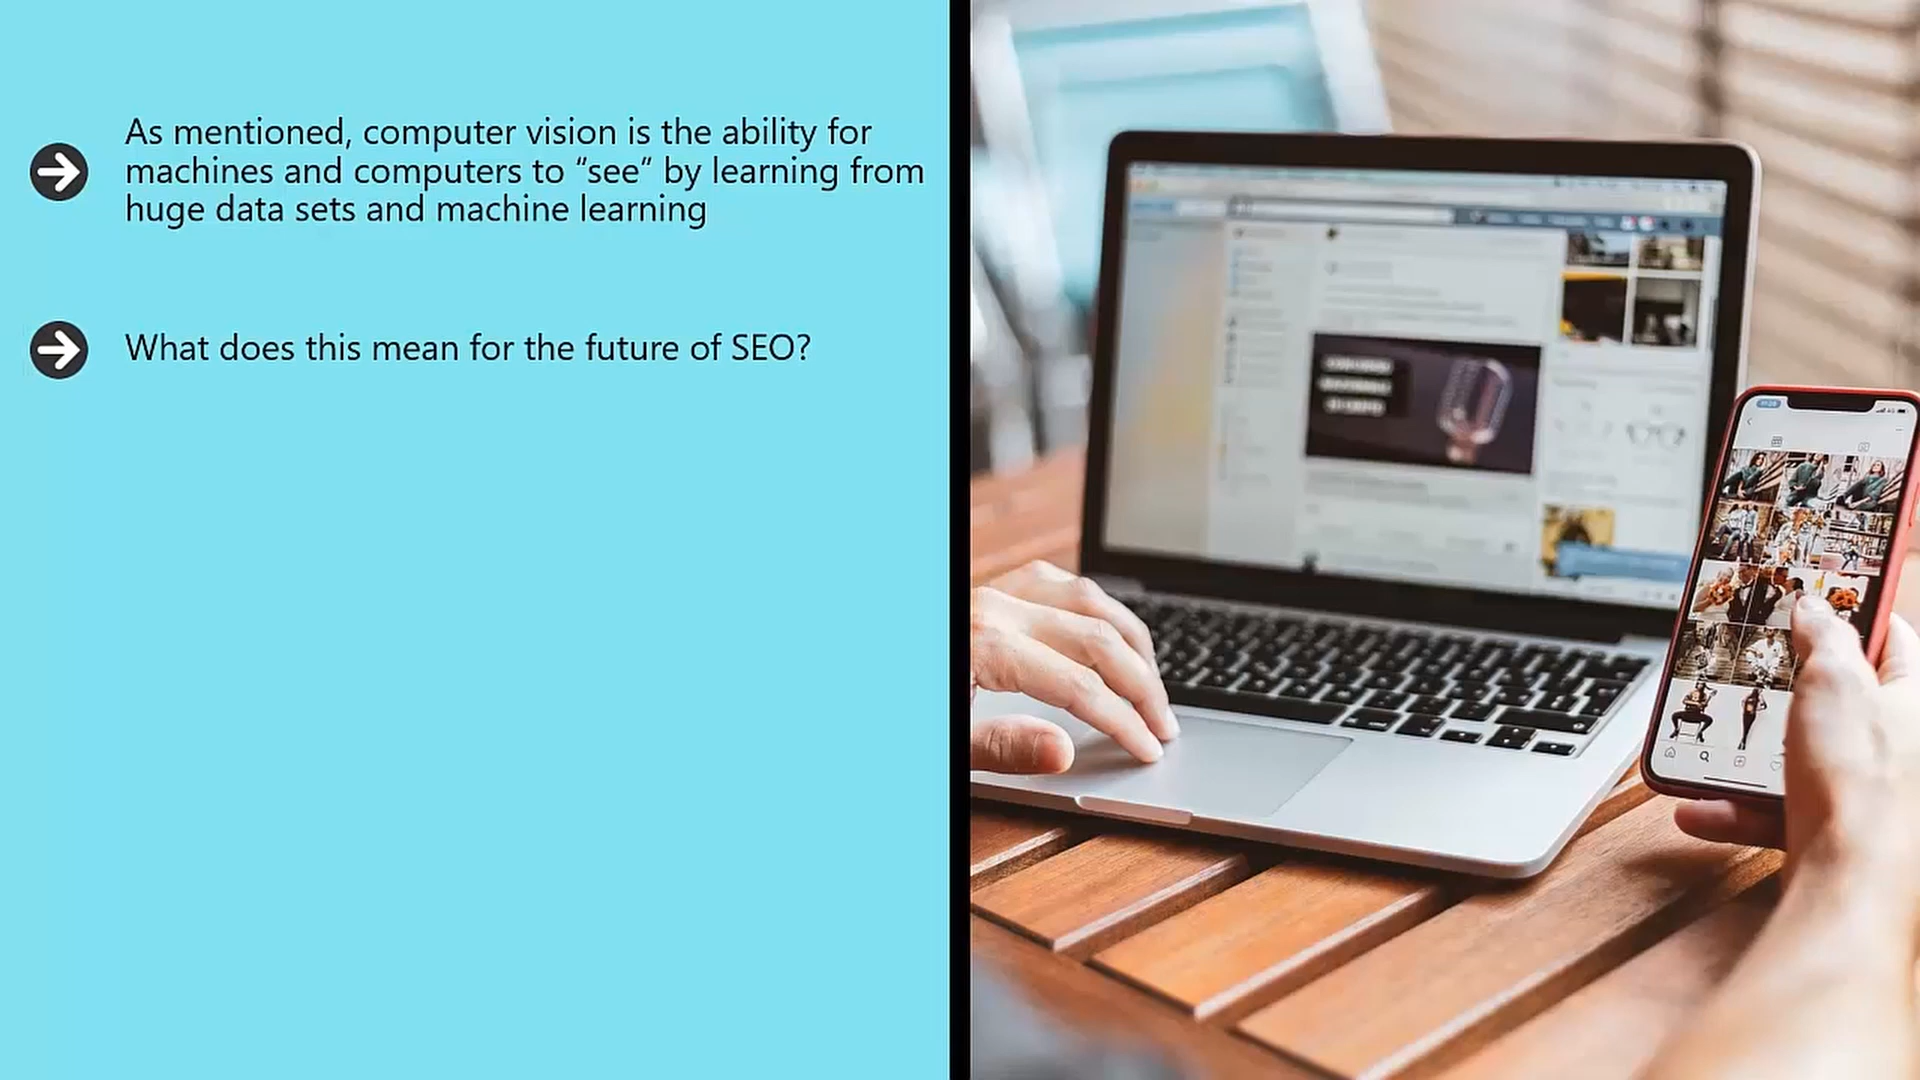 As mentioned, computer vision is the ability for
machines and computers to “see” by learning from
huge data sets and machine learning
What does this mean for the future of SEO?